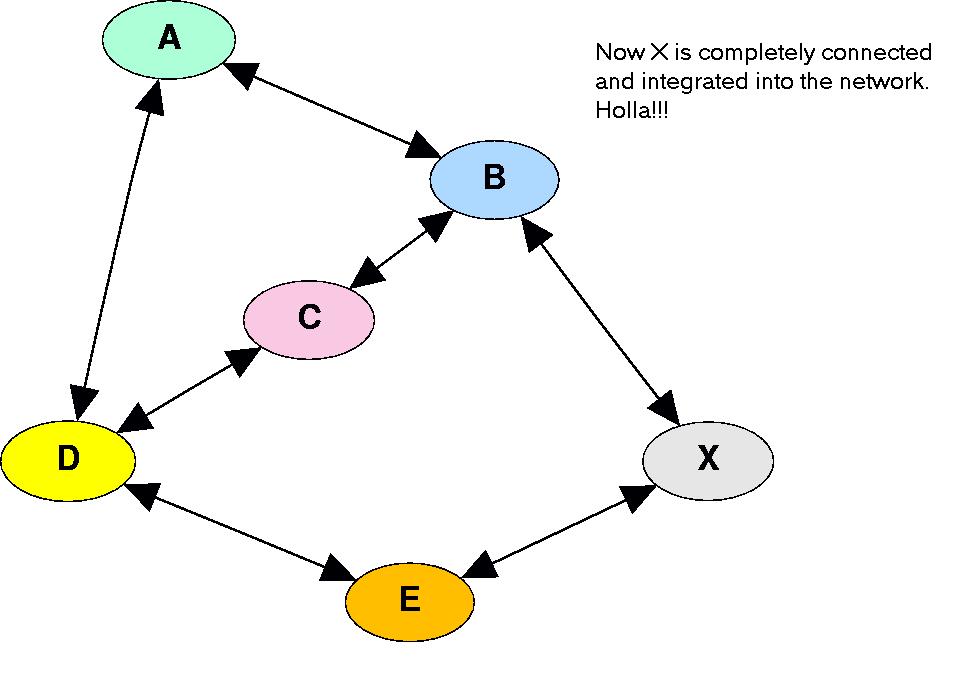 A
Now X is completely connected
and integrated into the network.
Holla!!!
B
C
D
X
E